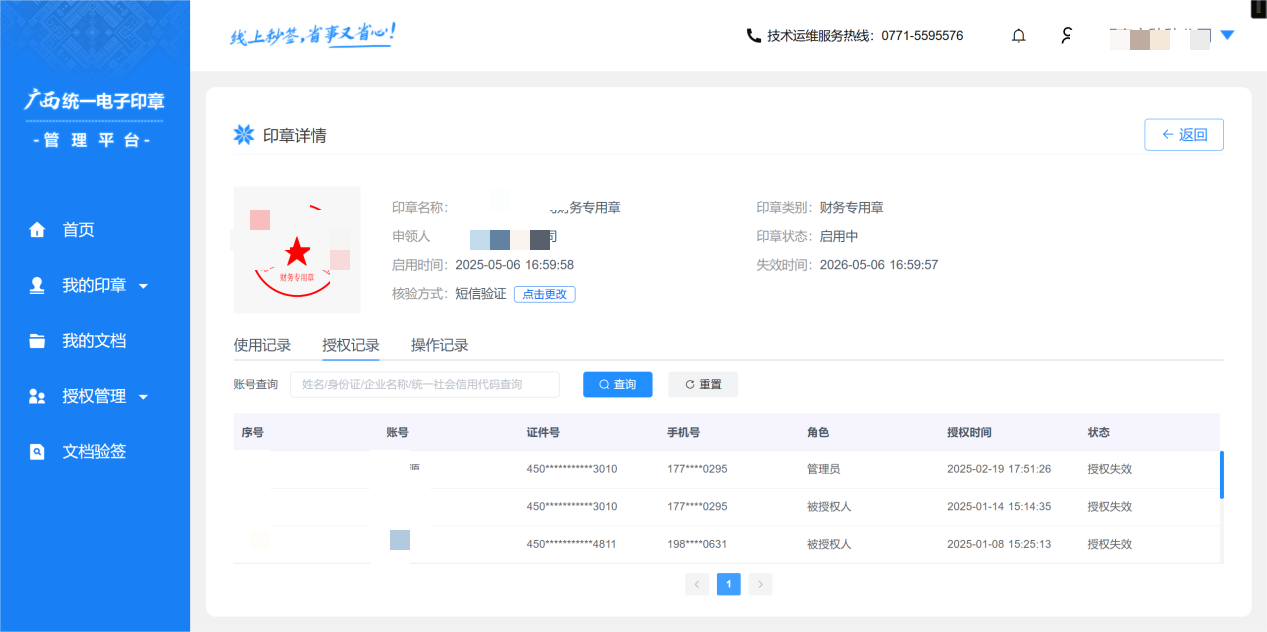 线上秒签,省事又省心!
技术运维服务热线：0771-5595576
广西统一电子印章
-管理平台-
首页
我的印章
我的文档
授权管理
文档验签
印章详情
返回
财务专用章
印章名称：
财务专用章
印章类别：财务专用章
申领人
印章状态：启用中
启用时间：2025-05-06 16:59:58
失效时间：2026-05-06 16:59:57
核验方式：短信验证 点击更改
使用记录 授权记录 操作记录
账号查询 姓名/身份证/企业名称/统一社会信用代码查询 查询 重置
序号 账号 证件号 手机号 角色 授权时间 状态
450***********3010 177****0295 管理员 2025-02-19 17:51:26 授权失效
450***********3010 177****0295 被授权人 2025-01-14 15:14:35 授权失效
450***********4811 198****0631 被授权人 2025-01-08 15:25:13 授权失效
1